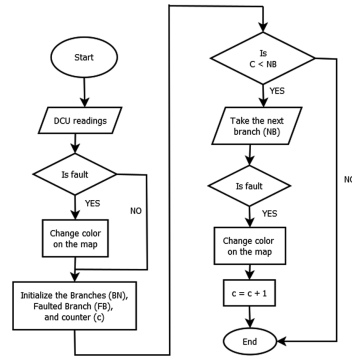 Start
DCU readings
Is fault
YES
NO
Change color
on the map
Initialize the Branches (BN),
Faulted Branch (FB),
and counter (c)
Is
C < NB
YES
Take the next
branch (NB)
Is fault
YES
Change color
on the map
c = c + 1
End